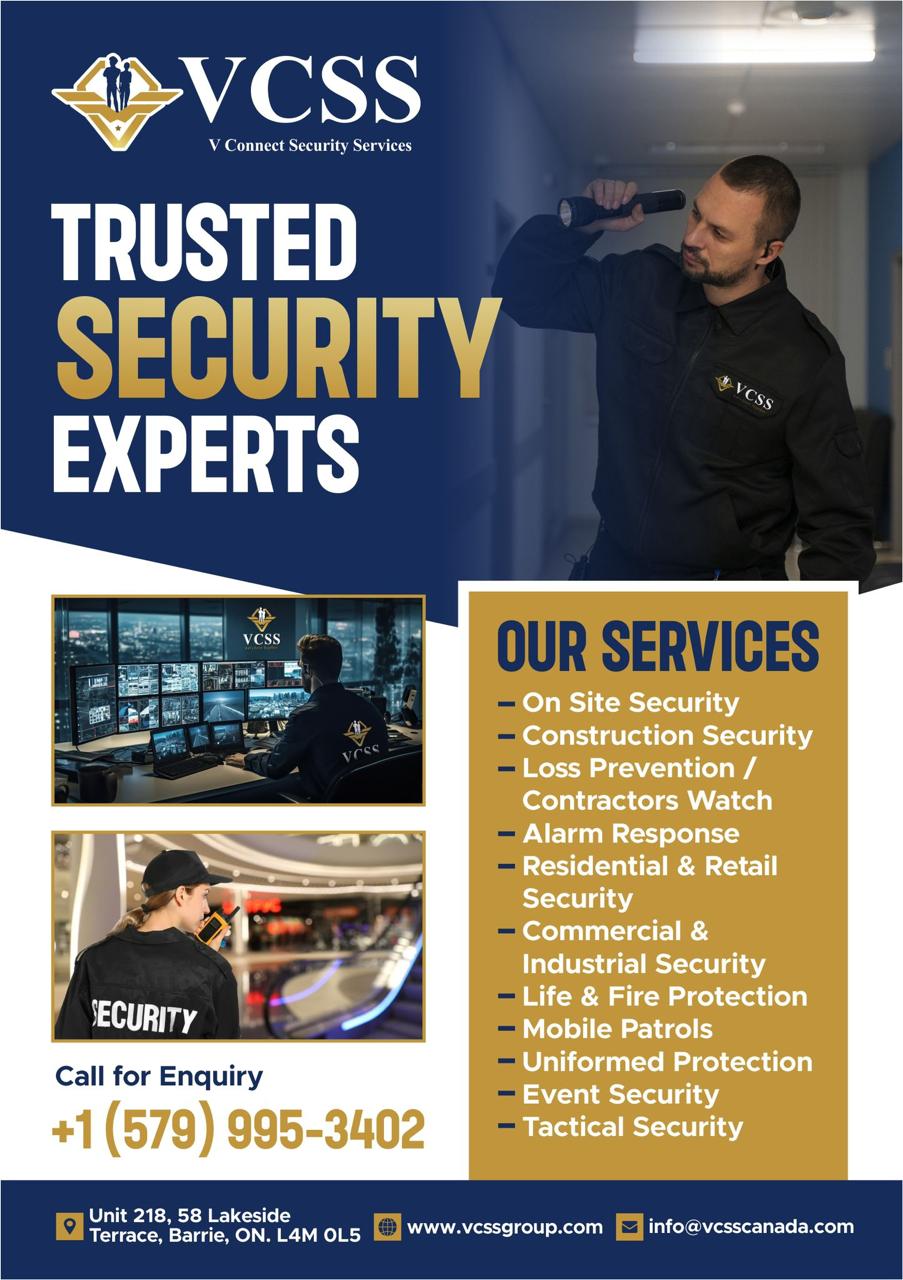 VCSS
V Connect Security Services
TRUSTED
SECURITY
EXPERTS
VCSS
VCSS
VCSS
SECURITY
Call for Enquiry
+1 (579) 995-3402
OUR SERVICES
– On Site Security
– Construction Security
– Loss Prevention /
Contractors Watch
– Alarm Response
– Residential & Retail
Security
– Commercial &
Industrial Security
– Life & Fire Protection
– Mobile Patrols
– Uniformed Protection
– Event Security
– Tactical Security
Unit 218, 58 Lakeside
Terrace, Barrie, ON. L4M 0L5
www.vcssgroup.com
info@vcsscanada.com